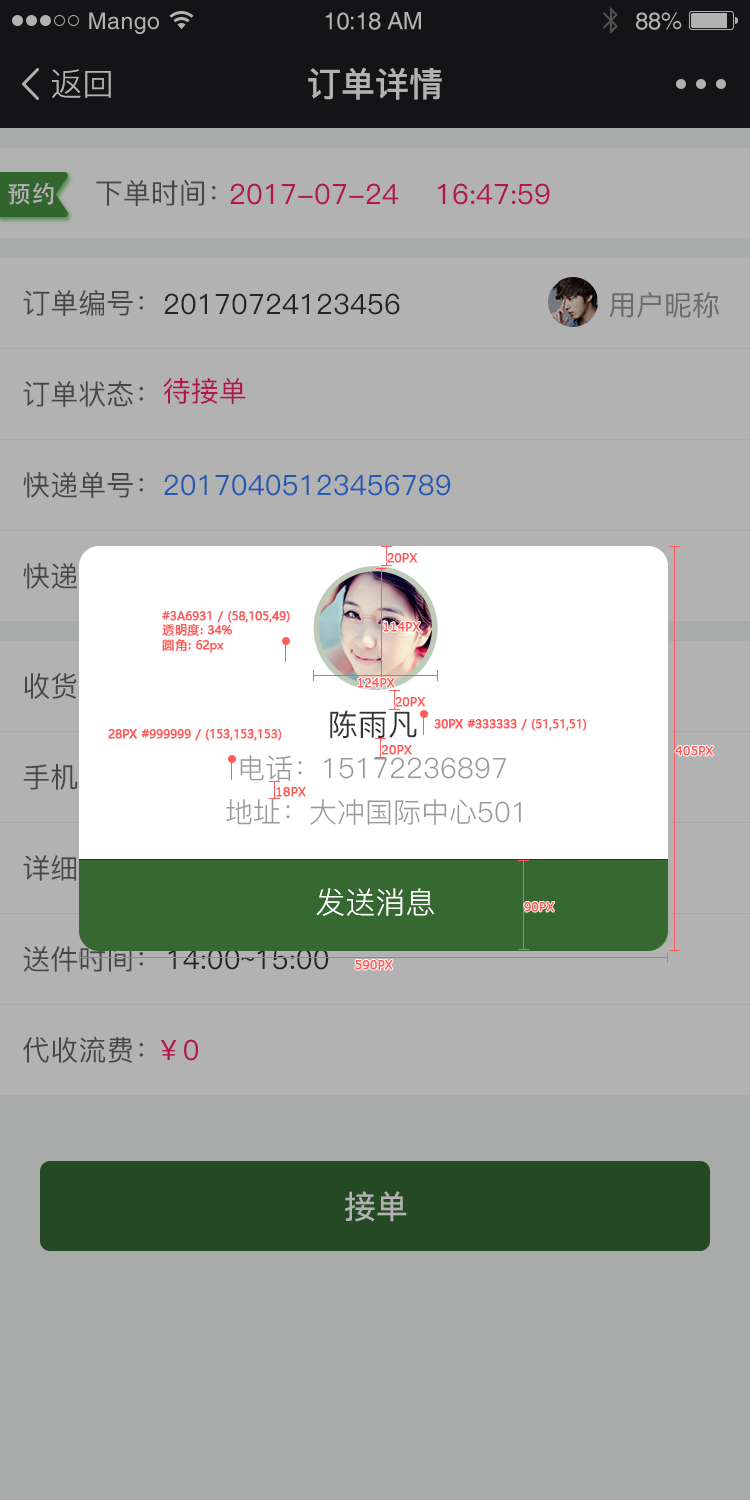 Mango 10:18 AM 88%
返回 订单详情
预约 下单时间：2017-07-24 16:47:59
订单编号：20170724123456 用户昵称
订单状态：待接单
快递单号：20170405123456789
20PX
快递
#3A6931 / (58,105,49)
透明度: 34%
圆角: 62px
114PX
收货
124PX
20PX
陈雨凡 30PX #333333 / (51,51,51)
28PX #999999 / (153,153,153)
20PX
405PX
手机
电话：15172236897
18PX
地址：大冲国际中心501
详细
发送消息
90PX
送件时间：14:00~15:00
590PX
代收流费：¥ 0
接单